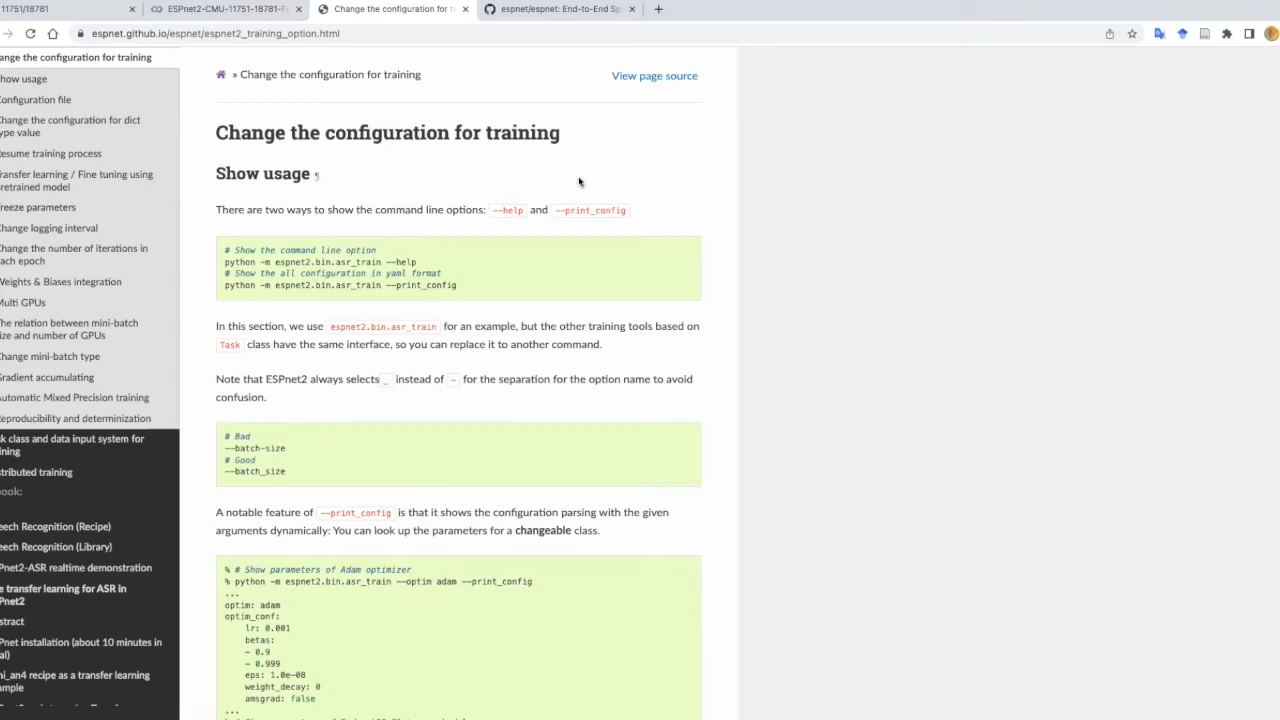 11751/18781
ESPnet2-CMU-11751-18781-F
Change the configuration for tr
espnet/espnet: End-to-End Sp
espnet.github.io/espnet/espnet2_training_option.html
ange the configuration for training
how usage
onfiguration file
hange the configuration for dict
ype value
esume training process
ransfer learning / Fine tuning using
retrained model
reeze parameters
hange logging interval
hange the number of iterations in
ach epoch
Weights & Biases integration
Multi GPUs
he relation between mini-batch
ize and number of GPUs
hange mini-batch type
Gradient accumulating
Automatic Mixed Precision training
Reproducibility and determinization
sk class and data input system for
ining
stributed training
book:
eech Recognition (Recipe)
eech Recognition (Library)
Pnet2-ASR realtime demonstration
e transfer learning for ASR in
Pnet2
stract
Pnet installation (about 10 minutes in
al)
ni_an4 recipe as a transfer learning
ample
» Change the configuration for training
View page source
Change the configuration for training
Show usage ¶
There are two ways to show the command line options: --help and --print_config
# Show the command line option
python -m espnet2.bin.asr_train --help
# Show the all configuration in yaml format
python -m espnet2.bin.asr_train --print_config
In this section, we use espnet2.bin.asr_train for an example, but the other training tools based on
Task class have the same interface, so you can replace it to another command.
Note that ESPnet2 always selects _ instead of - for the separation for the option name to avoid
confusion.
# Bad
--batch-size
# Good
--batch_size
A notable feature of --print_config is that it shows the configuration parsing with the given
arguments dynamically: You can look up the parameters for a changeable class.
% # Show parameters of Adam optimizer
% python -m espnet2.bin.asr_train --optim adam --print_config
...
optim: adam
optim_conf:
lr: 0.001
betas:
- 0.9
- 0.999
eps: 1.0e-08
weight_decay: 0
amsgrad: false
...